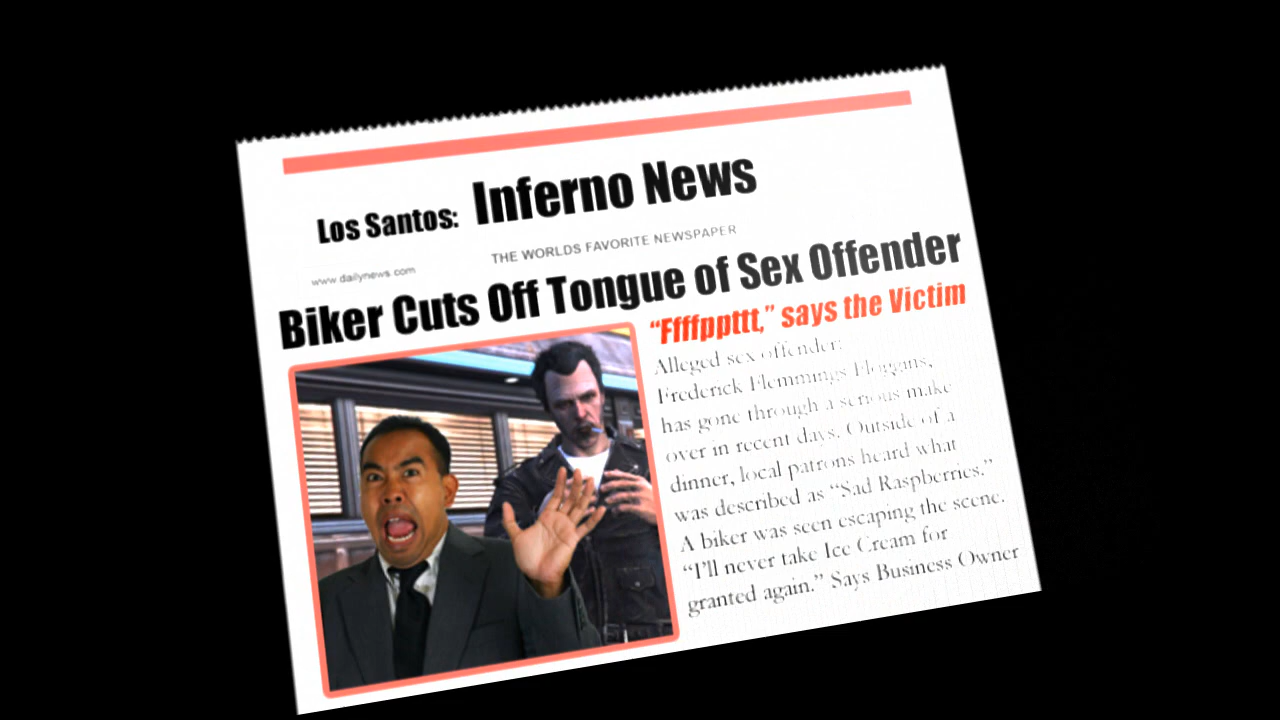 Los Santos: Inferno News
THE WORLDS FAVORITE NEWSPAPER
www.dailynews.com
Biker Cuts Off Tongue of Sex Offender
“Ffffppttt,” says the Victim
Alleged sex offender:
Frederick Flemmings Floggans,
has gone through a serious make
over in recent days. Outside of a
dinner, local patrons heard what
was described as “Sad Raspberries.”
A biker was seen escaping the scene.
“I'll never take Ice Cream for
granted again.” Says Business Owner